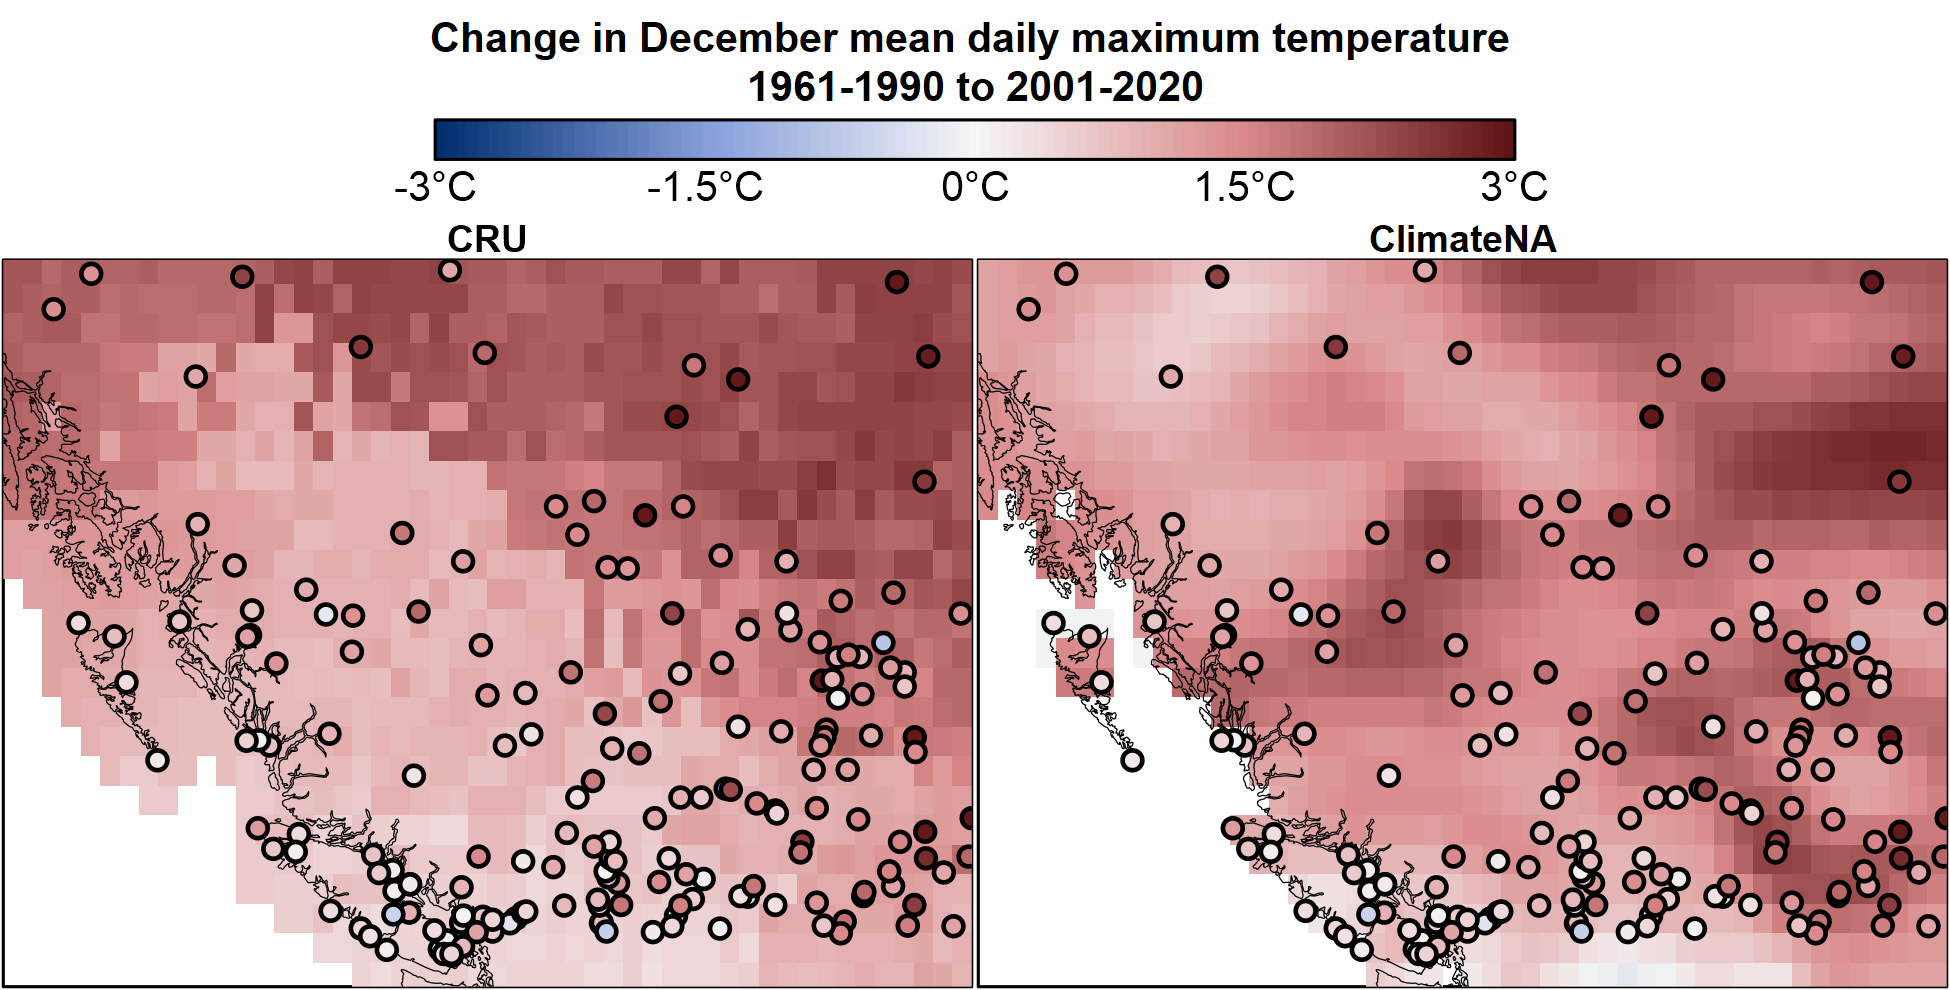 Change in December mean daily maximum temperature
1961-1990 to 2001-2020
-3°C -1.5°C 0°C 1.5°C 3°C
CRU ClimateNA